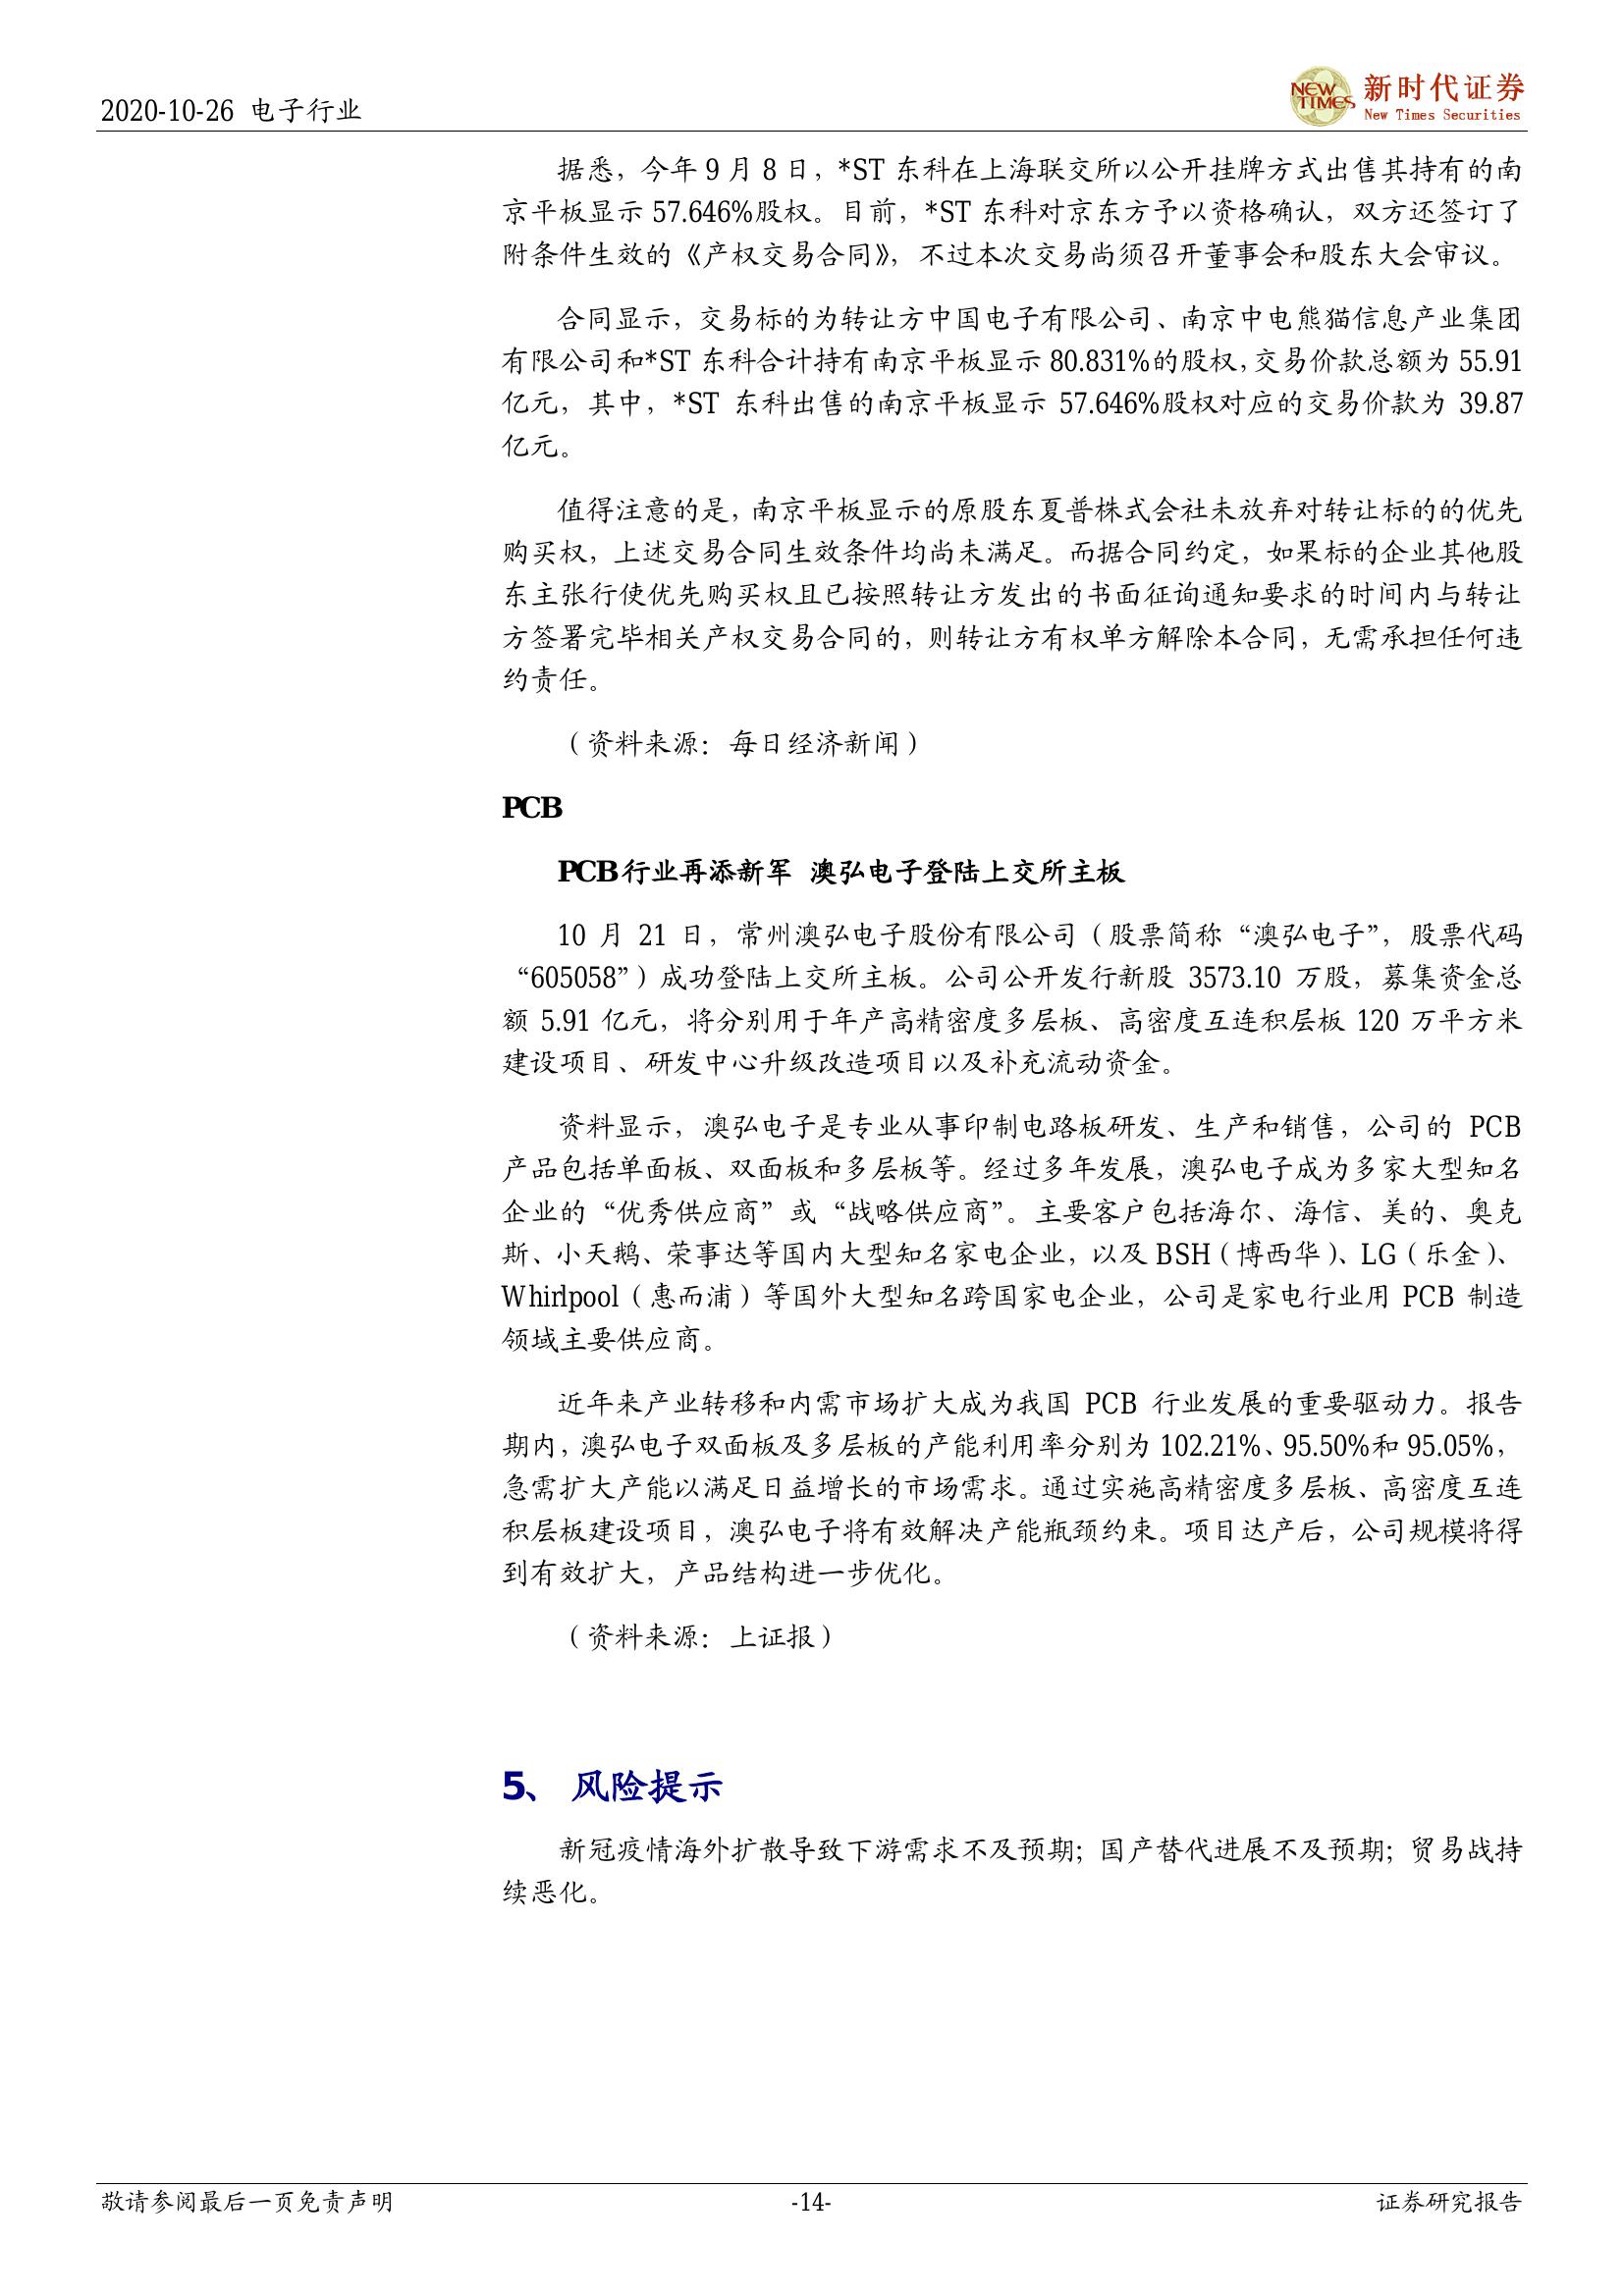 2020-10-26 电子行业
NEW TIMES
新时代证券
New Times Securities
据悉，今年 9 月 8 日，*ST 东科在上海联交所以公开挂牌方式出售其持有的南
京平板显示 57.646%股权。目前，*ST 东科对京东方予以资格确认，双方还签订了
附条件生效的《产权交易合同》，不过本次交易尚须召开董事会和股东大会审议。
合同显示，交易标的为转让方中国电子有限公司、南京中电熊猫信息产业集团
有限公司和*ST 东科合计持有南京平板显示 80.831%的股权，交易价款总额为 55.91
亿元，其中，*ST 东科出售的南京平板显示 57.646%股权对应的交易价款为 39.87
亿元。
值得注意的是，南京平板显示的原股东夏普株式会社未放弃对转让标的的优先
购买权，上述交易合同生效条件均尚未满足。而据合同约定，如果标的企业其他股
东主张行使优先购买权且已按照转让方发出的书面征询通知要求的时间内与转让
方签署完毕相关产权交易合同的，则转让方有权单方解除本合同，无需承担任何违
约责任。
（资料来源：每日经济新闻）
PCB
PCB 行业再添新军 澳弘电子登陆上交所主板
10 月 21 日，常州澳弘电子股份有限公司（股票简称“澳弘电子”，股票代码
“605058”）成功登陆上交所主板。公司公开发行新股 3573.10 万股，募集资金总
额 5.91 亿元，将分别用于年产高精密度多层板、高密度互连积层板 120 万平方米
建设项目、研发中心升级改造项目以及补充流动资金。
资料显示，澳弘电子是专业从事印制电路板研发、生产和销售，公司的 PCB
产品包括单面板、双面板和多层板等。经过多年发展，澳弘电子成为多家大型知名
企业的“优秀供应商”或“战略供应商”。主要客户包括海尔、海信、美的、奥克
斯、小天鹅、荣事达等国内大型知名家电企业，以及 BSH（博西华）、LG（乐金）、
Whirlpool（惠而浦）等国外大型知名跨国家电企业，公司是家电行业用 PCB 制造
领域主要供应商。
近年来产业转移和内需市场扩大成为我国 PCB 行业发展的重要驱动力。报告
期内，澳弘电子双面板及多层板的产能利用率分别为 102.21%、95.50%和 95.05%，
急需扩大产能以满足日益增长的市场需求。通过实施高精密度多层板、高密度互连
积层板建设项目，澳弘电子将有效解决产能瓶颈约束。项目达产后，公司规模将得
到有效扩大，产品结构进一步优化。
（资料来源：上证报）
5、 风险提示
新冠疫情海外扩散导致下游需求不及预期；国产替代进展不及预期；贸易战持
续恶化。
敬请参阅最后一页免责声明
-14-
证券研究报告